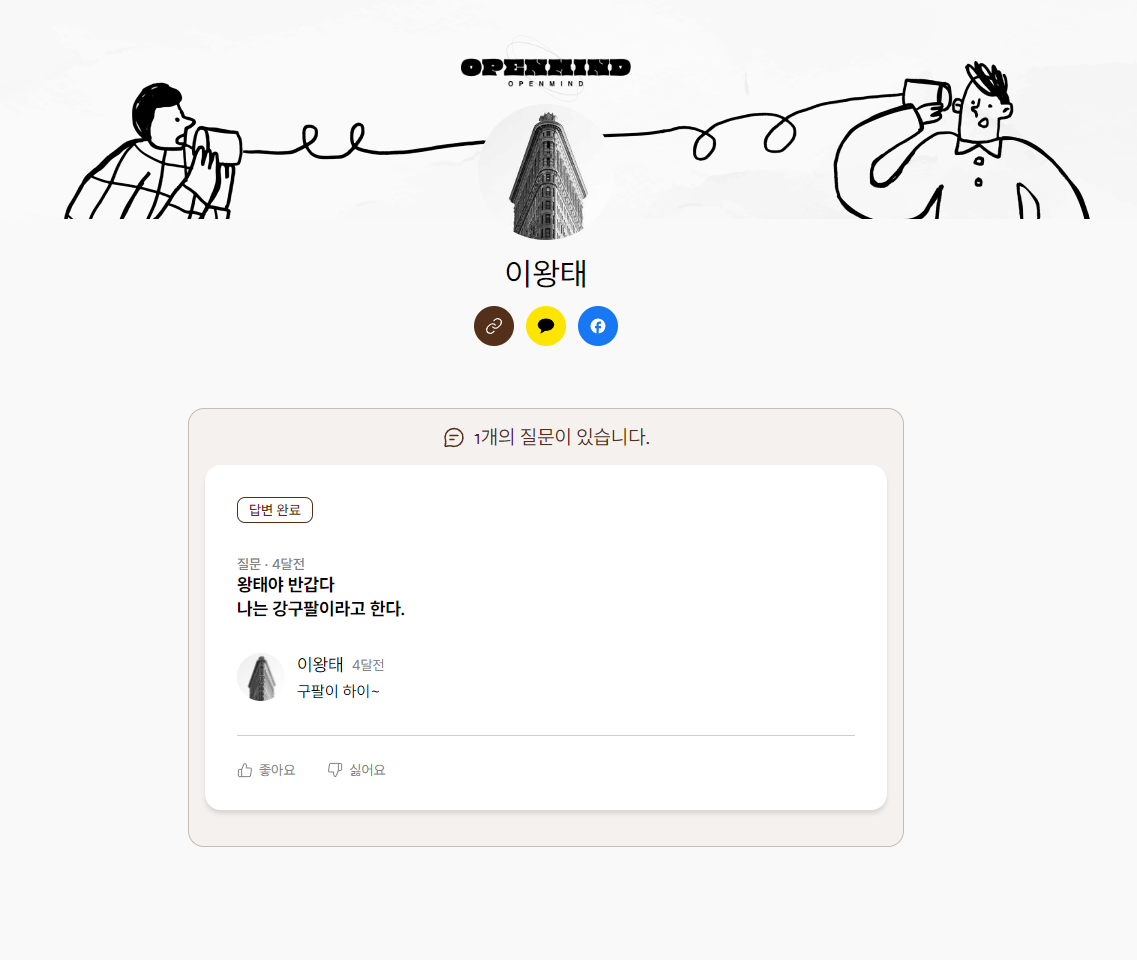 OPENMIND
OPENMIND
이왕태
1개의 질문이 있습니다.
답변 완료
질문 · 4달전
왕태야 반갑다
나는 강구팔이라고 한다.
이왕태 4달전
구팔이 하이~
좋아요 싫어요